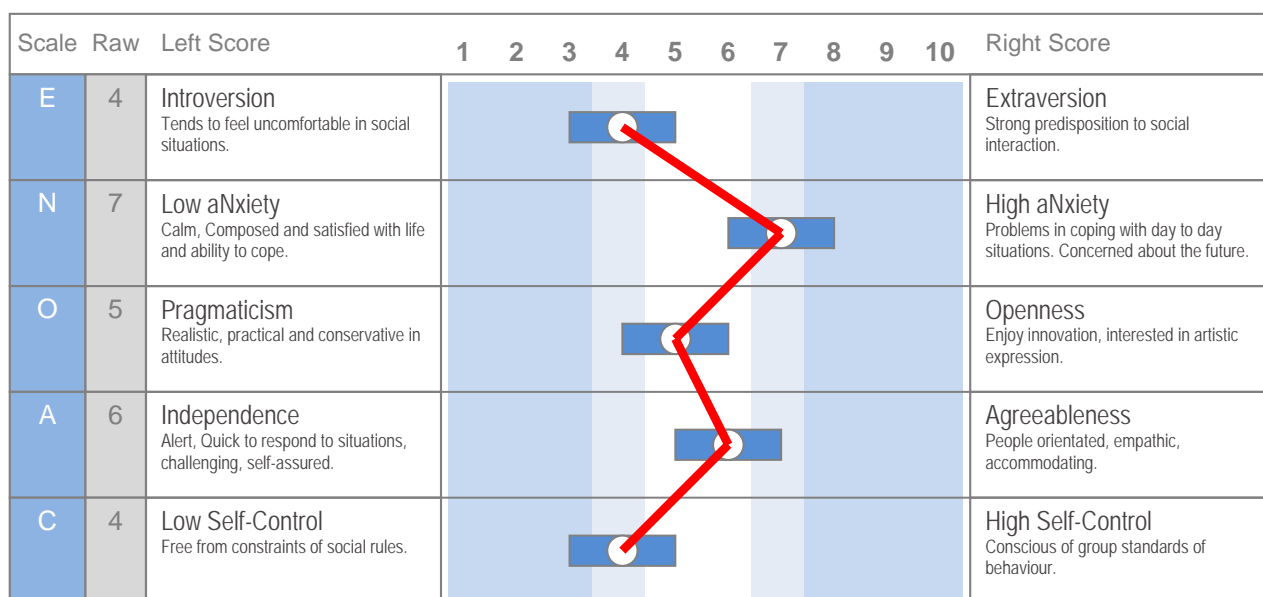 Scale Raw Left Score 1 2 3 4 5 6 7 8 9 10 Right Score
E 4 Introversion Extraversion
Tends to feel uncomfortable in social Strong predisposition to social
situations. interaction.
N 7 Low aNxiety High aNxiety
Calm, Composed and satisfied with life Problems in coping with day to day
and ability to cope. situations. Concerned about the future.
O 5 Pragmaticism Openness
Realistic, practical and conservative in Enjoy innovation, interested in artistic
attitudes. expression.
A 6 Independence Agreeableness
Alert, Quick to respond to situations, People orientated, empathic,
challenging, self-assured. accommodating.
C 4 Low Self-Control High Self-Control
Free from constraints of social rules. Conscious of group standards of
behaviour.